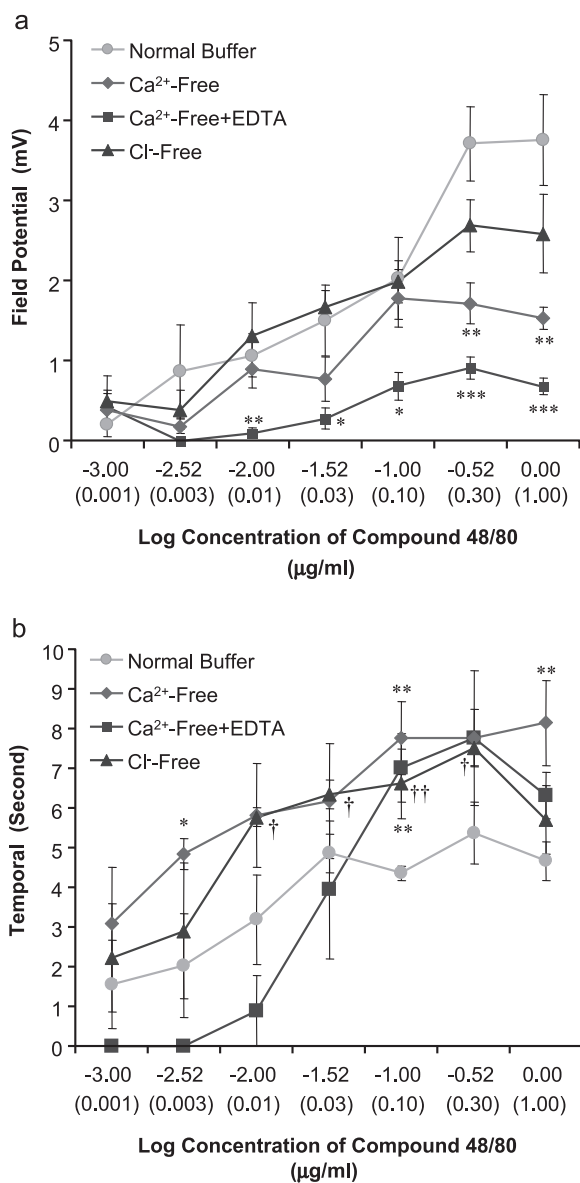 a
Normal Buffer
Ca²⁺-Free
Ca²⁺-Free+EDTA
Cl⁻-Free
Field Potential (mV)
5
4
3
2
1
0
** **
** * * *** ***
-3.00 -2.52 -2.00 -1.52 -1.00 -0.52 0.00
(0.001) (0.003) (0.01) (0.03) (0.10) (0.30) (1.00)
Log Concentration of Compound 48/80
(μg/ml)
b
Normal Buffer
Ca²⁺-Free
Ca²⁺-Free+EDTA
Cl⁻-Free
Temporal (Second)
10
9
8
7
6
5
4
3
2
1
0
* ** **
† † †† †
**
-3.00 -2.52 -2.00 -1.52 -1.00 -0.52 0.00
(0.001) (0.003) (0.01) (0.03) (0.10) (0.30) (1.00)
Log Concentration of Compound 48/80
(μg/ml)